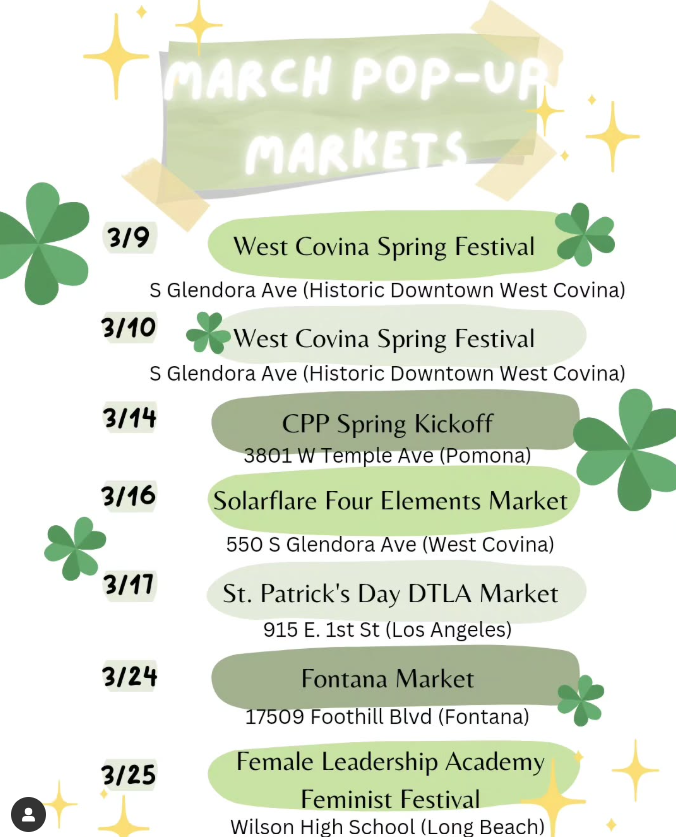 MARCH POP-UP
MARKETS
3/9
West Covina Spring Festival
S Glendora Ave (Historic Downtown West Covina)
3/10
West Covina Spring Festival
S Glendora Ave (Historic Downtown West Covina)
3/14
CPP Spring Kickoff
3801 W Temple Ave (Pomona)
3/16
Solarflare Four Elements Market
550 S Glendora Ave (West Covina)
3/17
St. Patrick's Day DTLA Market
915 E. 1st St (Los Angeles)
3/24
Fontana Market
17509 Foothill Blvd (Fontana)
3/25
Female Leadership Academy
Feminist Festival
Wilson High School (Long Beach)